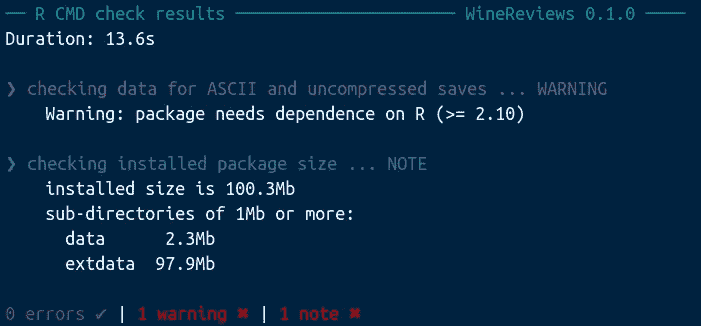 ── R CMD check results ────────────────────── WineReviews 0.1.0 ────
Duration: 13.6s
❯ checking data for ASCII and uncompressed saves ... WARNING
Warning: package needs dependence on R (>= 2.10)
❯ checking installed package size ... NOTE
installed size is 100.3Mb
sub-directories of 1Mb or more:
data 2.3Mb
extdata 97.9Mb
0 errors ✔ | 1 warning ✖ | 1 note ✖